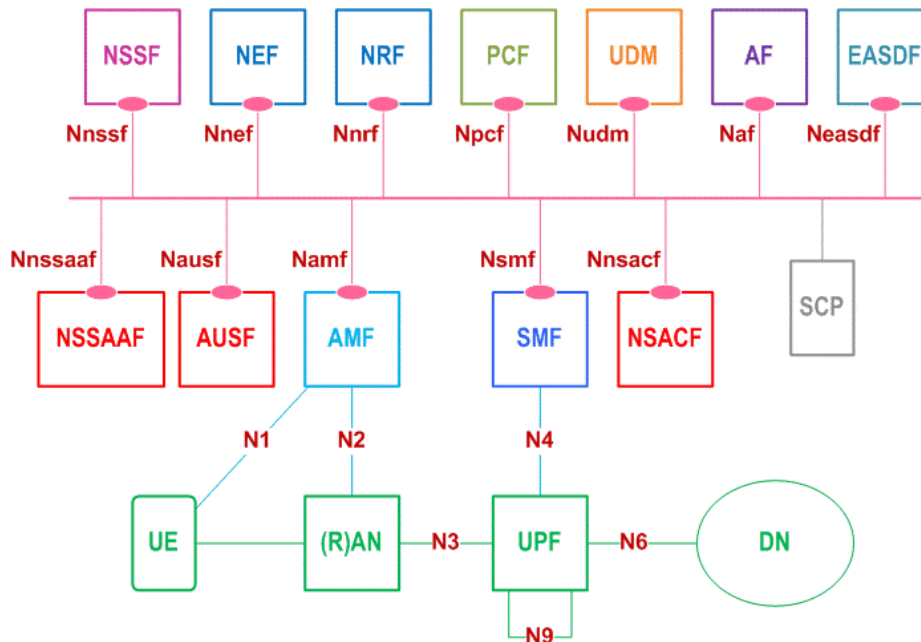 NSSF NEF NRF PCF UDM AF EASDF
Nnssf Nnef Nnrf Npcf Nudm Naf Neasdf
Nnssaaf Nausf Namf Nsmf Nnsacf
NSSAAF AUSF AMF SMF NSACF SCP
N1 N2 N4
UE (R)AN N3 UPF N6 DN
N9